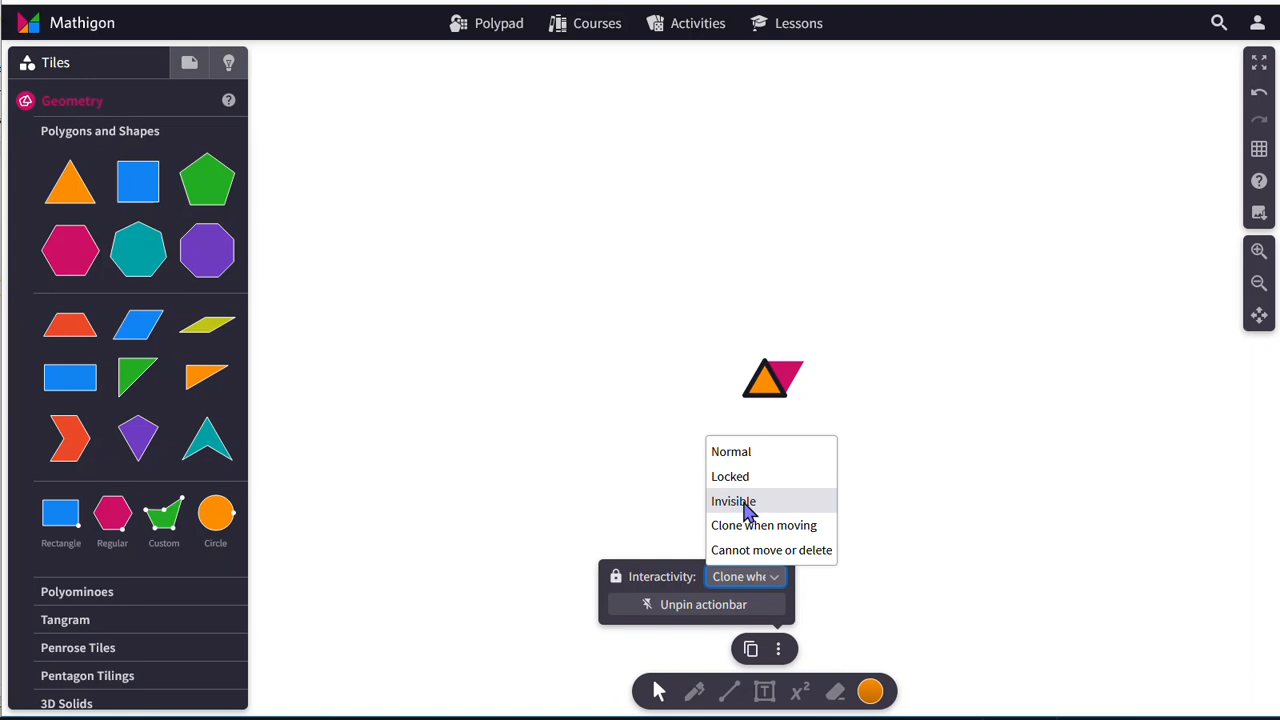 Mathigon
Polypad
Courses
Activities
Lessons
Tiles
Geometry
Polygons and Shapes
Rectangle
Regular
Custom
Circle
Polyominoes
Tangram
Penrose Tiles
Pentagon Tilings
3D Solids
Normal
Locked
Invisible
Clone when moving
Cannot move or delete
Interactivity: Clone whe
Unpin actionbar
T
x²